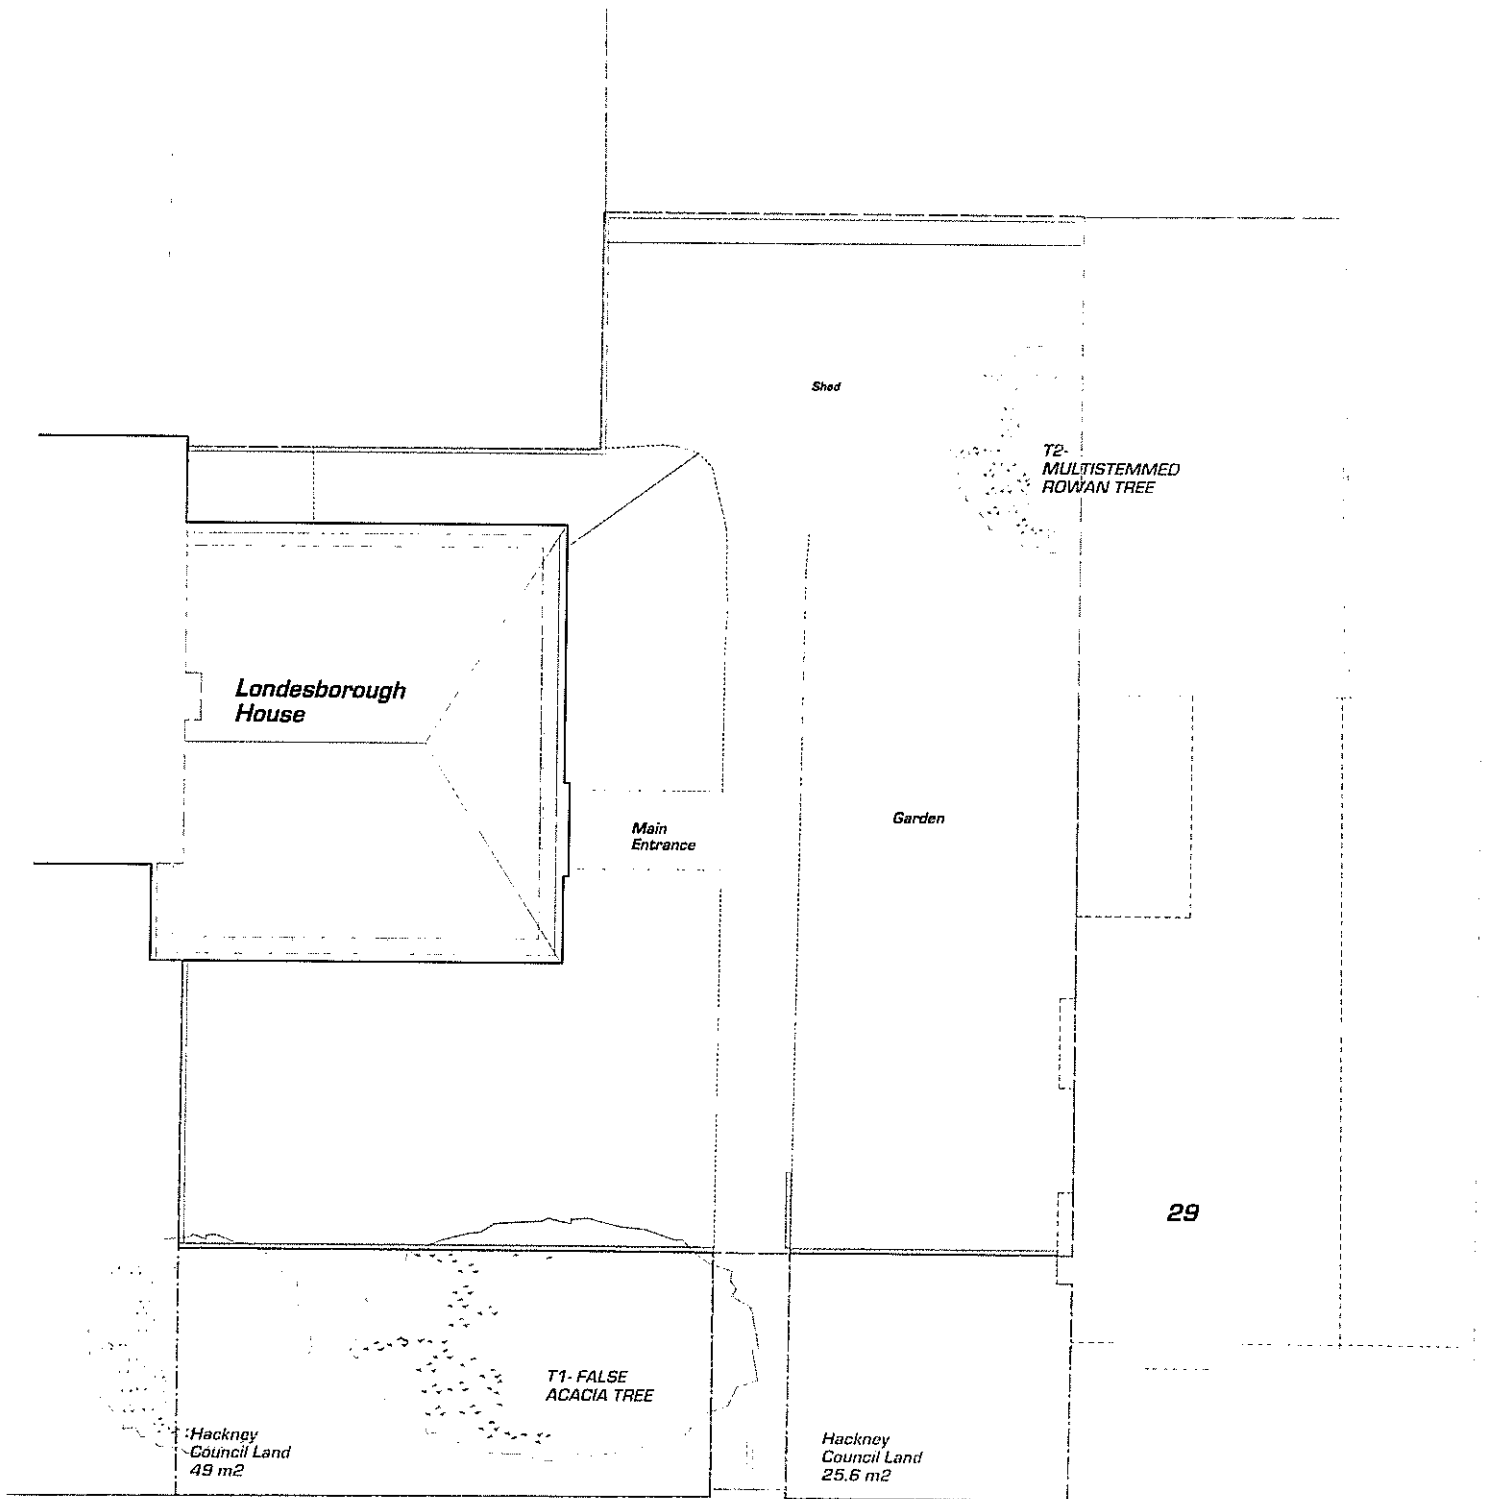 Shed
T2-
MULTISTEMMED
ROWAN TREE
Londesborough
House
Main
Entrance
Garden
29
T1- FALSE
ACACIA TREE
Hackney
Council Land
49 m2
Hackney
Council Land
25.6 m2